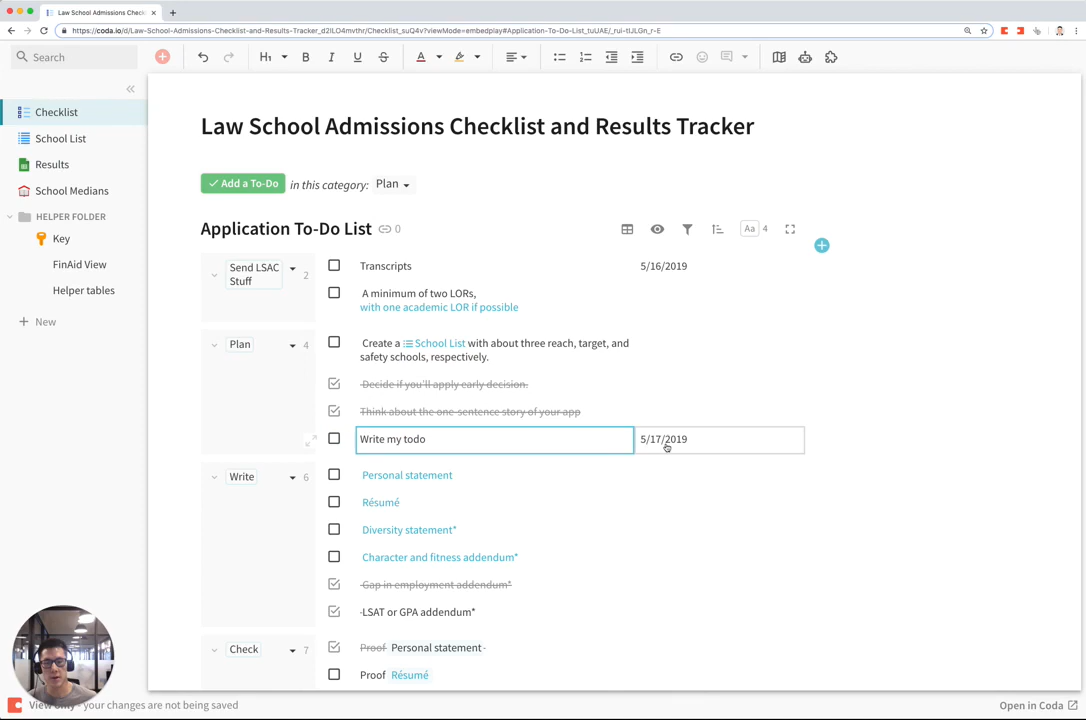 Law School Admissions Check
https://coda.io/d/Law-School-Admissions-Checklist-and-Results-Tracker_d2lLO4mvthr/Checklist_suQ4v?viewMode=embedplay#Application-To-Do-List_tuUAE/_rui-tIJLGn_r-E
Search
H1 B I U S A
Checklist
School List
Results
School Medians
HELPER FOLDER
Key
FinAid View
Helper tables
New
Law School Admissions Checklist and Results Tracker
Add a To-Do in this category: Plan
Application To-Do List 0
Aa 4
Send LSAC
Stuff
2
Transcripts 5/16/2019
A minimum of two LORs,
with one academic LOR if possible
Plan 4
Create a School List with about three reach, target, and
safety schools, respectively.
Decide if you'll apply early decision.
Think about the one-sentence story of your app
Write my todo 5/17/2019
Write 6
Personal statement
Résumé
Diversity statement*
Character and fitness addendum*
Gap in employment addendum*
LSAT or GPA addendum*
Check 7
Proof Personal statement
Proof Résumé
View only - your changes are not being saved
Open in Coda